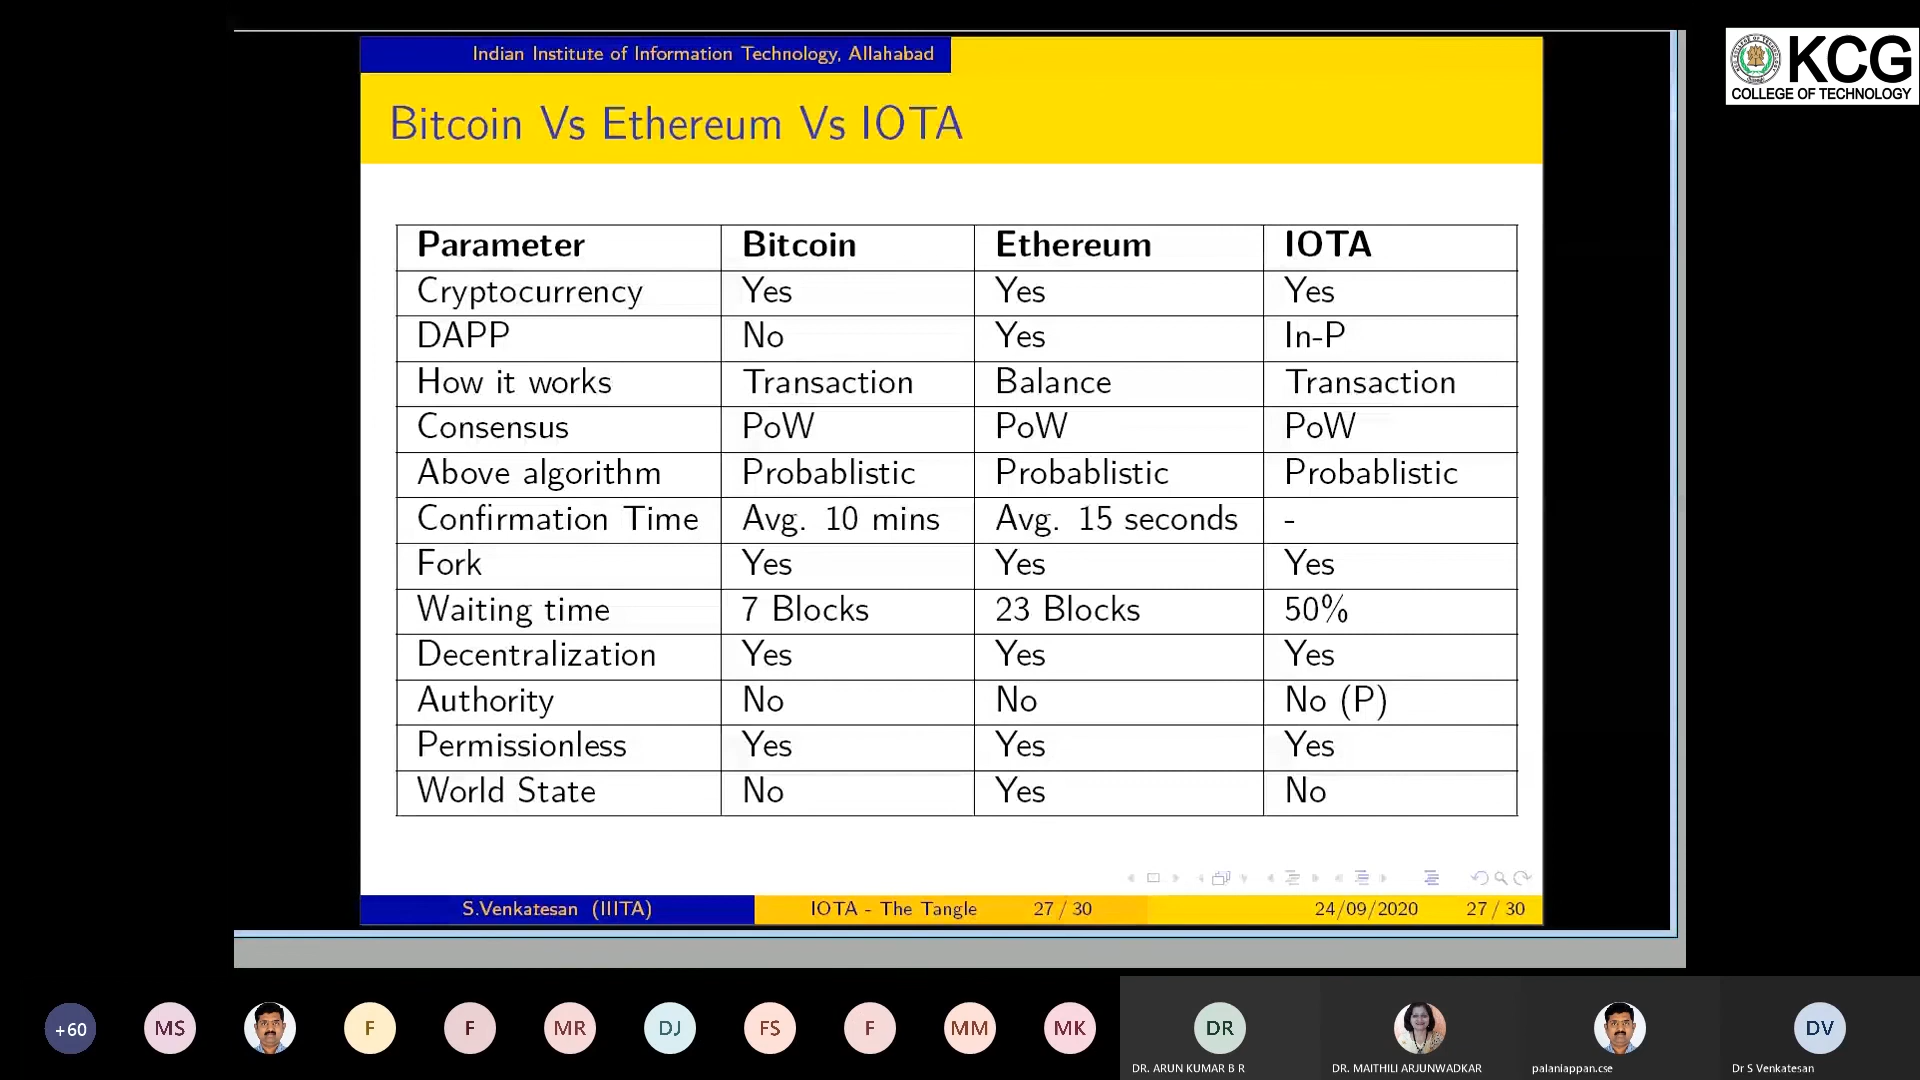 Indian Institute of Information Technology, Allahabad
KCG
COLLEGE OF TECHNOLOGY
Bitcoin Vs Ethereum Vs IOTA
Parameter Bitcoin Ethereum IOTA
Cryptocurrency Yes Yes Yes
DAPP No Yes In-P
How it works Transaction Balance Transaction
Consensus PoW PoW PoW
Above algorithm Probablistic Probablistic Probablistic
Confirmation Time Avg. 10 mins Avg. 15 seconds -
Fork Yes Yes Yes
Waiting time 7 Blocks 23 Blocks 50%
Decentralization Yes Yes Yes
Authority No No No (P)
Permissionless Yes Yes Yes
World State No Yes No
S.Venkatesan (IIITA) IOTA - The Tangle 27 / 30 24/09/2020 27 / 30
+60 MS F F MR DJ FS F MM MK DR DV
DR. ARUN KUMAR B R DR. MAITHILI ARJUNWADKAR palaniappan.cse Dr S Venkatesan